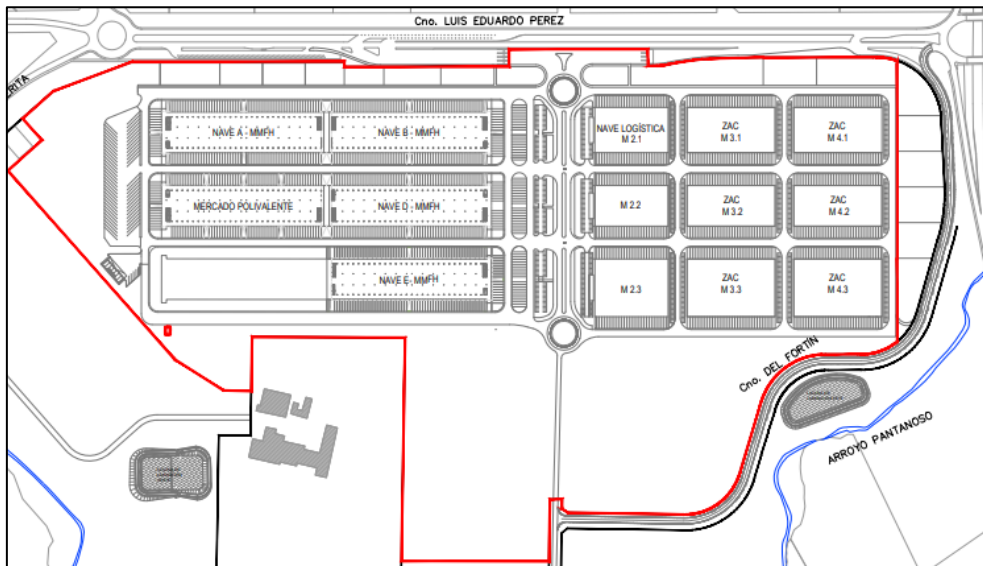 Cno. LUIS EDUARDO PEREZ
ERITA
NAVE A - MMFH
NAVE B - MMFH
NAVE LOGÍSTICA
M 2.1
ZAC
M 3.1
ZAC
M 4.1
MERCADO POLIVALENTE
NAVE D - MMFH
M 2.2
ZAC
M 3.2
ZAC
M 4.2
NAVE E - MMFH
M 2.3
ZAC
M 3.3
ZAC
M 4.3
Cno. DEL FORTÍN
ARROYO PANTANOSO